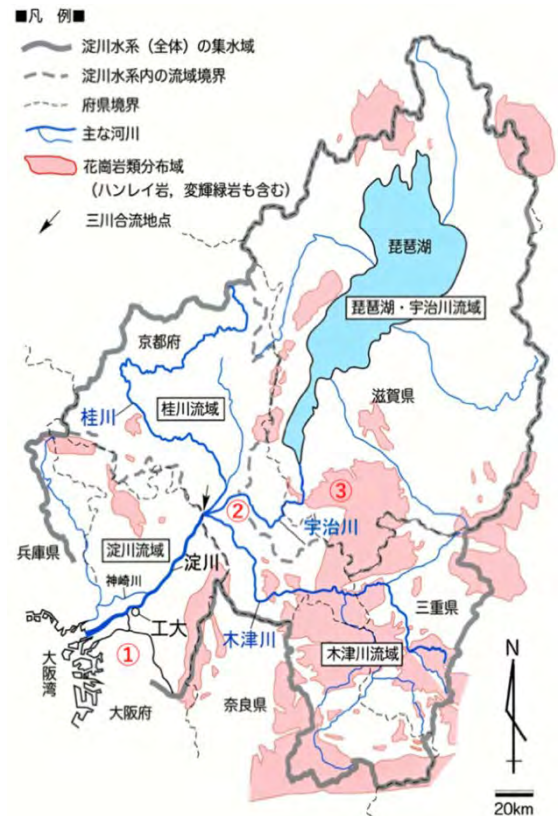 ■凡 例■
淀川水系（全体）の集水域
淀川水系内の流域境界
府県境界
主な河川
花崗岩類分布域
（ハンレイ岩，変輝緑岩も含む）
三川合流地点
琵琶湖
琵琶湖・宇治川流域
京都府
滋賀県
桂川流域
桂川
③
②
宇治川
兵庫県
淀川流域
淀川
神崎川
三重県
工大
木津川
木津川流域
①
大阪湾
大阪府
奈良県
N
20km